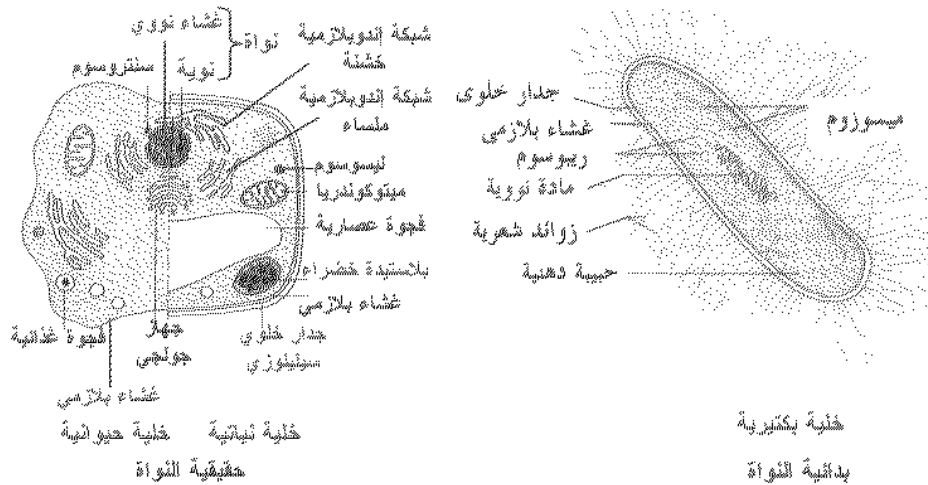 غشاء نووي
نواة
نوية
سنتروسوم
شبكة إندوبلازمية
خشنة
شبكة إندوبلازمية
ملساء
ليسوسوم
ميتوكوندريا
فجوة عصارية
بلاستيدة خضراء
غشاء بلازمي
جدار خلوي
سيليلوزي
جهاز
جولجي
فجوة غذائية
غشاء بلازمي
خلية نباتية
خلية حيوانية
حقيقية النواة
جدار خلوي
غشاء بلازمي
ريبوسوم
مادة نووية
زوائد شعرية
حبيبة دهنية
ميسوزوم
خلية بكتيرية
بدائية النواة